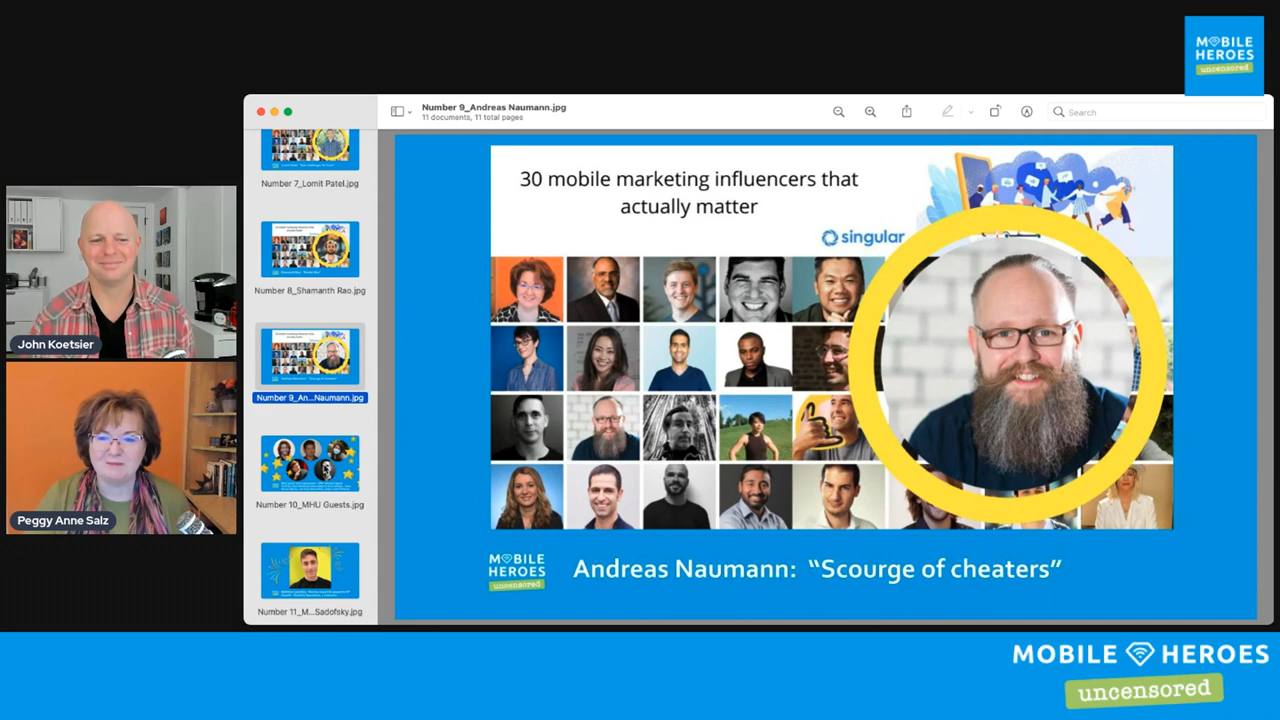 MOBILE
HEROES
uncensored
Number 9_Andreas Naumann.jpg
11 documents, 11 total pages
Search
Number 7_Lomit Patel.jpg
Number 8_Shamanth Rao.jpg
Number 9_An...Naumann.jpg
Number 10_MHU Guests.jpg
Number 11_M...Sadofsky.jpg
John Koetsier
Peggy Anne Salz
30 mobile marketing influencers that
actually matter
singular
MOBILE
HEROES
uncensored
Andreas Naumann: “Scourge of cheaters”
MOBILE HEROES
uncensored